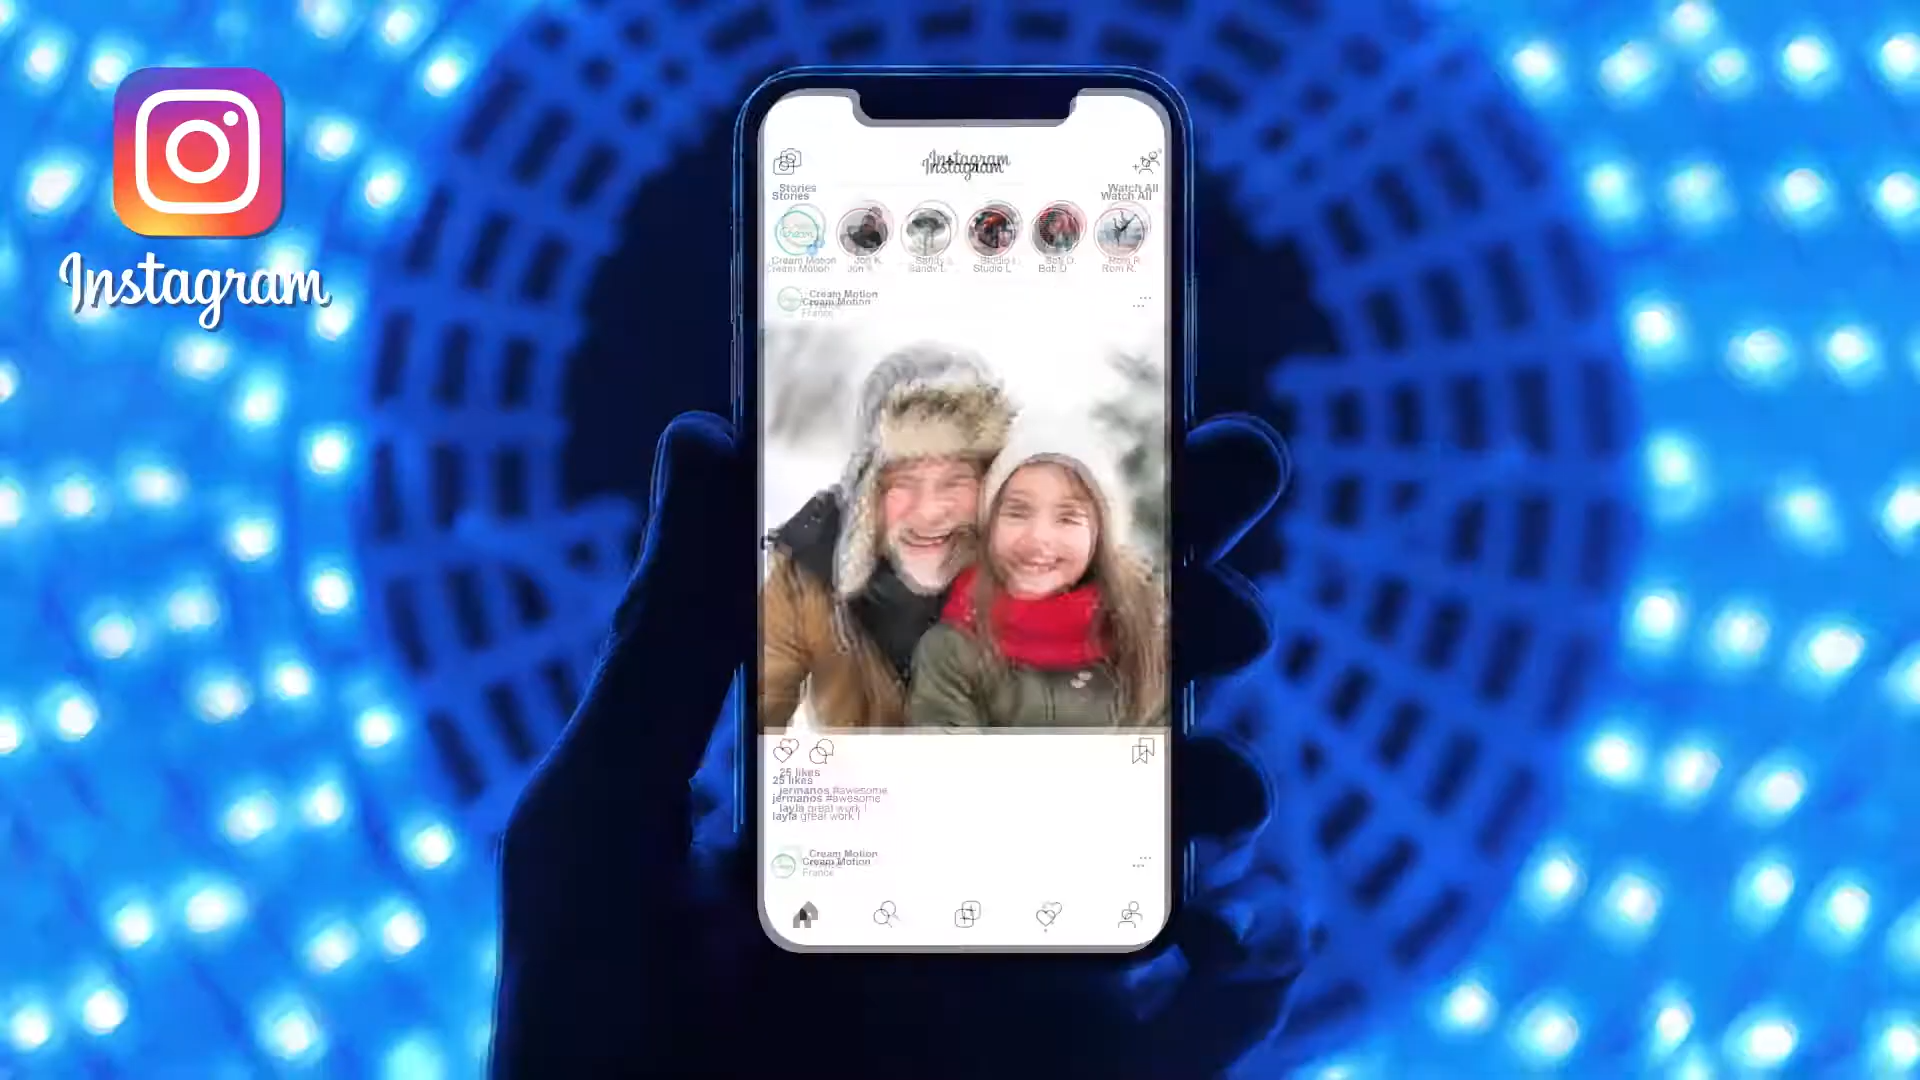 Instagram
Instagram
Stories Watch All
Cream Motion Jon K. Sandy L. Studio L Bob D. Rom R.
Cream Motion
France
25 likes
jermanos #awesome
layla great work !
Cream Motion
France